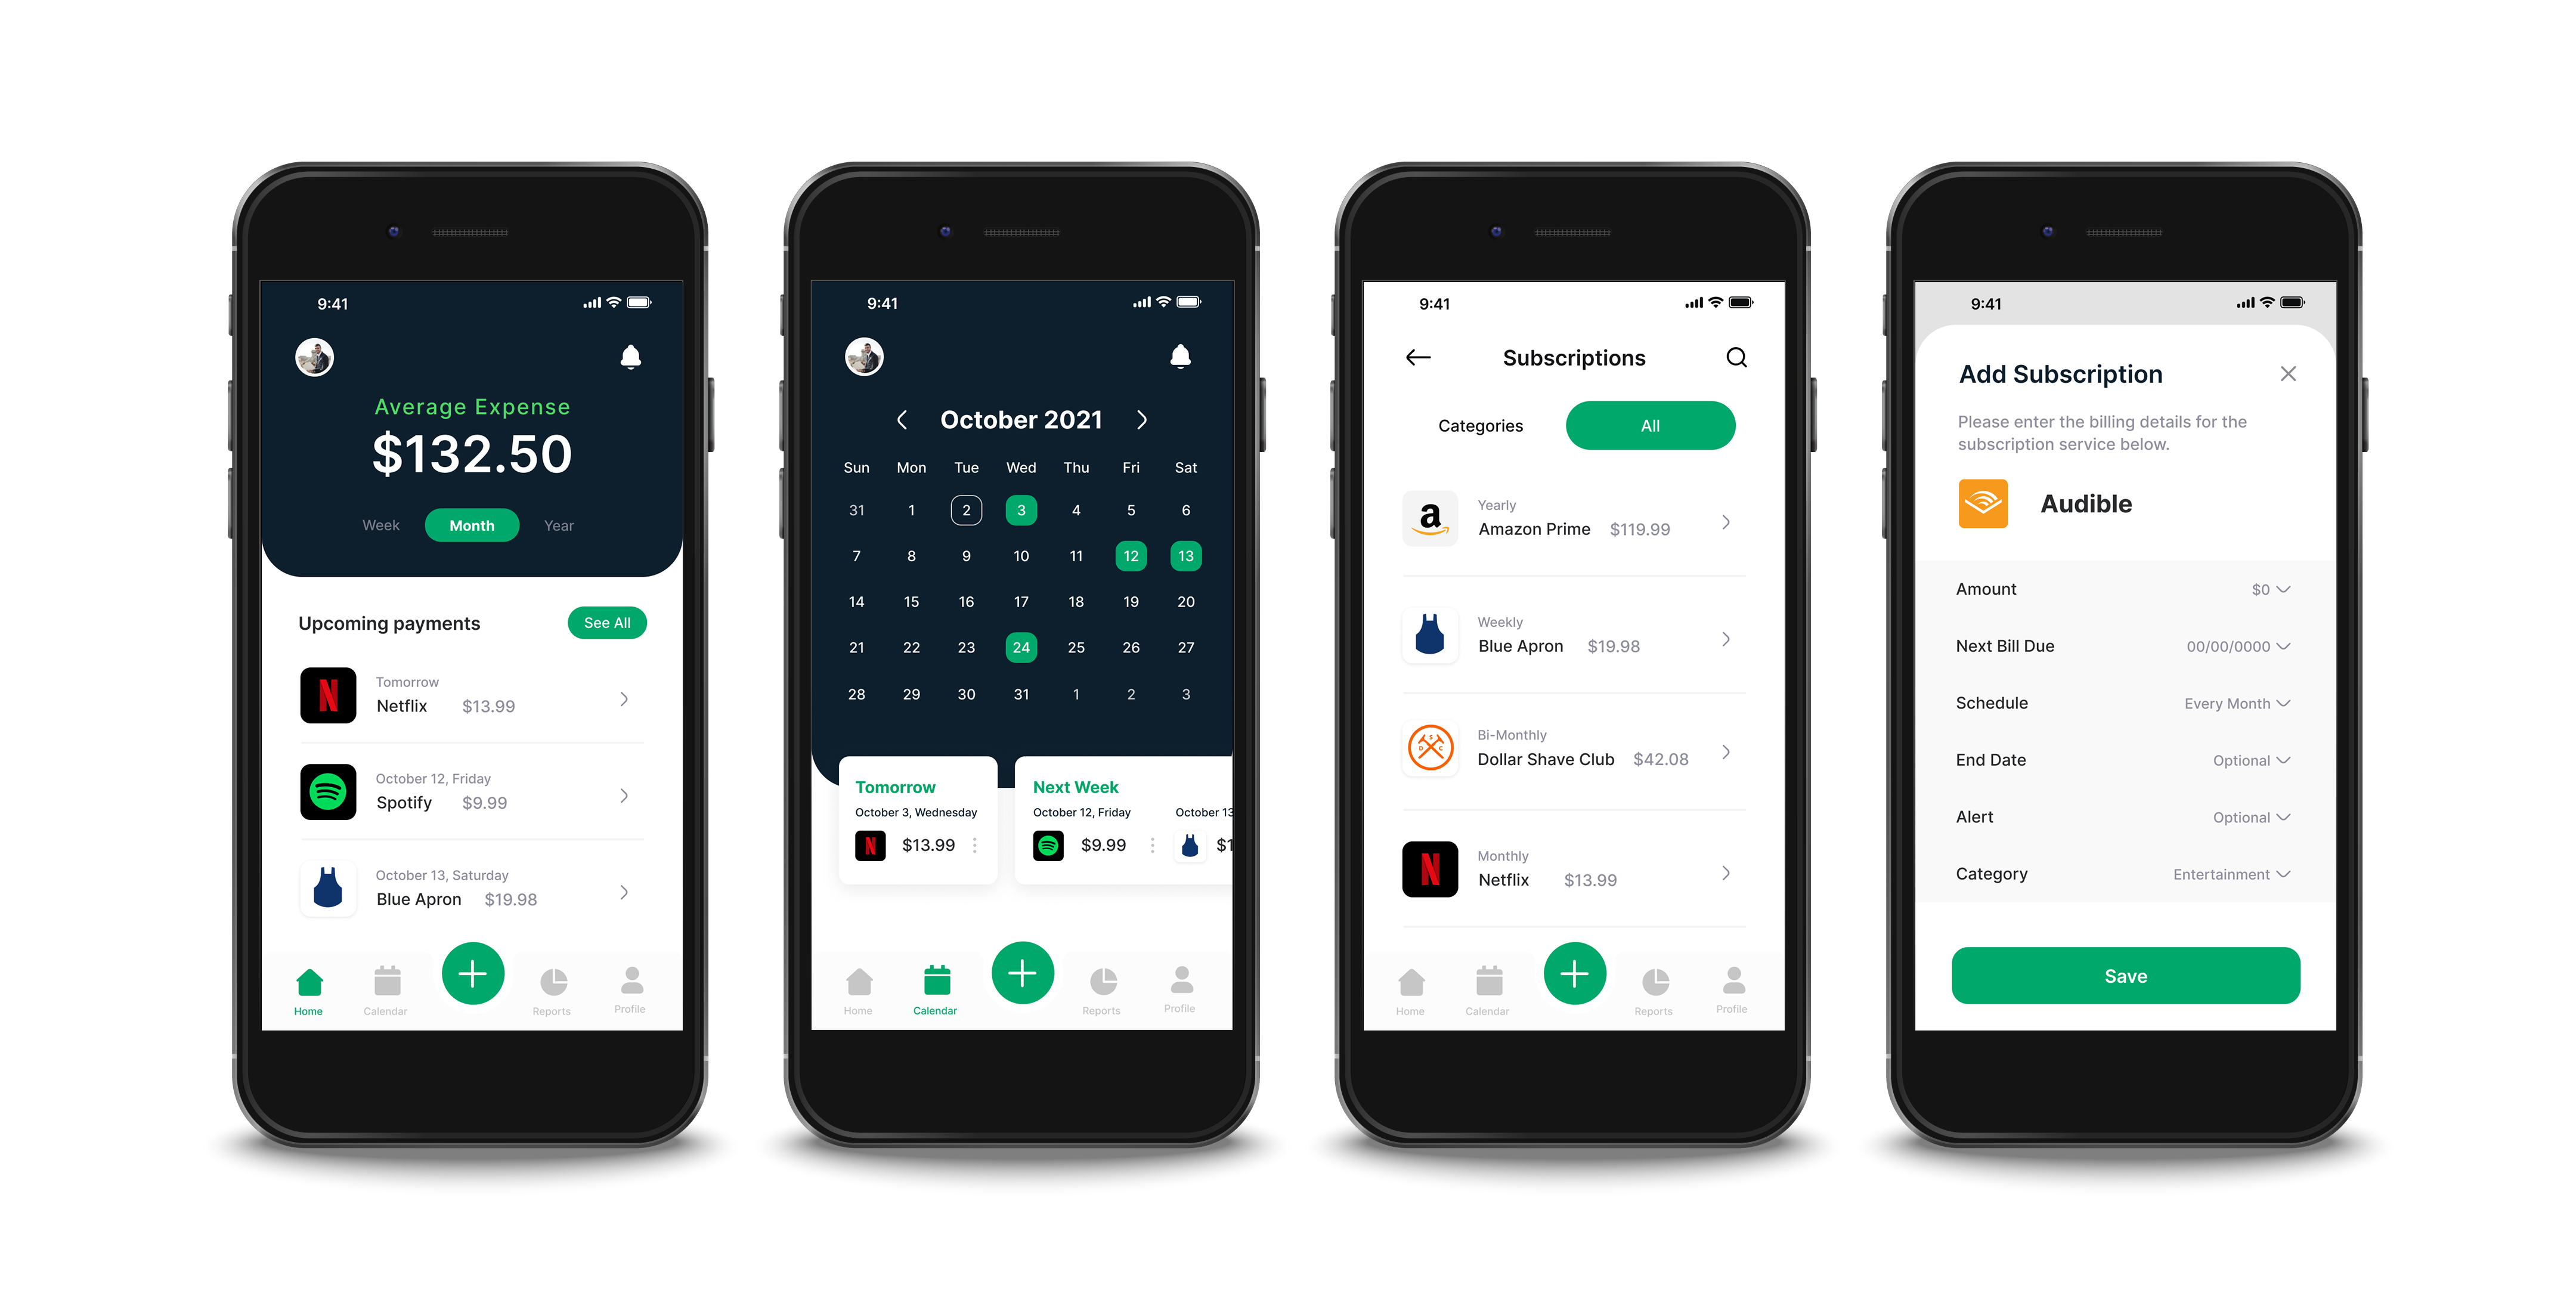 9:41
Average Expense
$132.50
Week Month Year
Upcoming payments See All
Tomorrow
Netflix $13.99
October 12, Friday
Spotify $9.99
October 13, Saturday
Blue Apron $19.98
Home Calendar Reports Profile
9:41
October 2021
Sun Mon Tue Wed Thu Fri Sat
31 1 2 3 4 5 6
7 8 9 10 11 12 13
14 15 16 17 18 19 20
21 22 23 24 25 26 27
28 29 30 31 1 2 3
Tomorrow
October 3, Wednesday
N $13.99
Next Week
October 12, Friday October 13
$9.99 $1
Home Calendar Reports Profile
9:41
Subscriptions
Categories All
a
Yearly
Amazon Prime $119.99
Weekly
Blue Apron $19.98
D S C
Bi-Monthly
Dollar Shave Club $42.08
N
Monthly
Netflix $13.99
Home Calendar Reports Profile
9:41
Add Subscription
Please enter the billing details for the
subscription service below.
Audible
Amount $0
Next Bill Due 00/00/0000
Schedule Every Month
End Date Optional
Alert Optional
Category Entertainment
Save